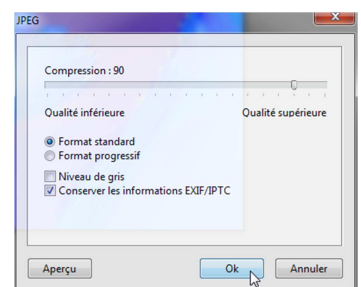 JPEG
Compression : 90
Qualité inférieure Qualité supérieure
Format standard
Format progressif
Niveau de gris
Conserver les informations EXIF/IPTC
Aperçu Ok Annuler